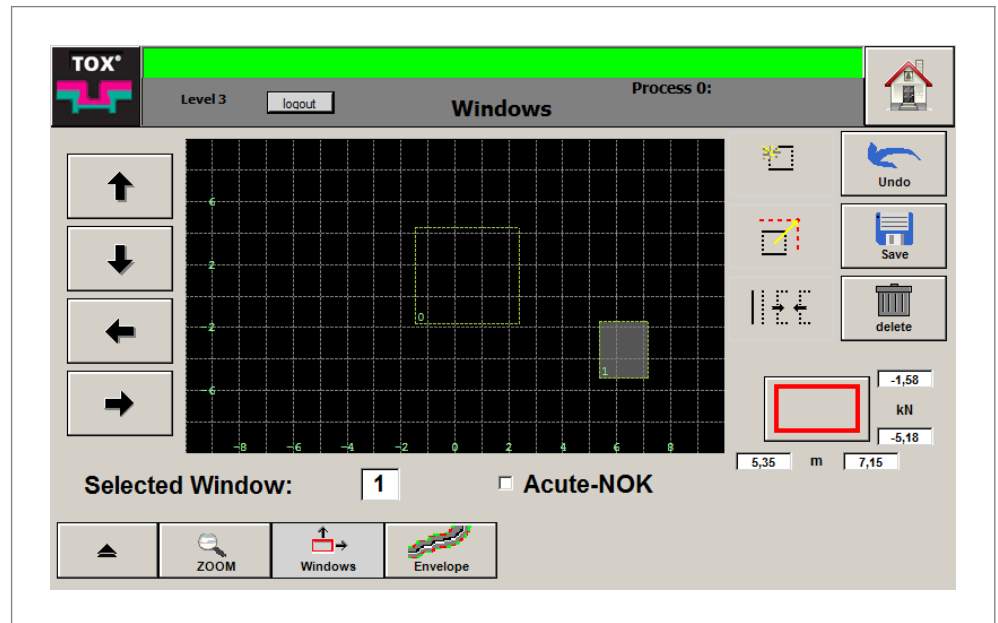 TOX®
Level 3
logout
Windows
Process 0:
Undo
Save
delete
6
2
-2
-6
0
1
-8 -6 -4 -2 0 2 4 6 8
-1,58
kN
-5,18
5,35 m 7,15
Selected Window: 1
Acute-NOK
ZOOM
Windows
Envelope